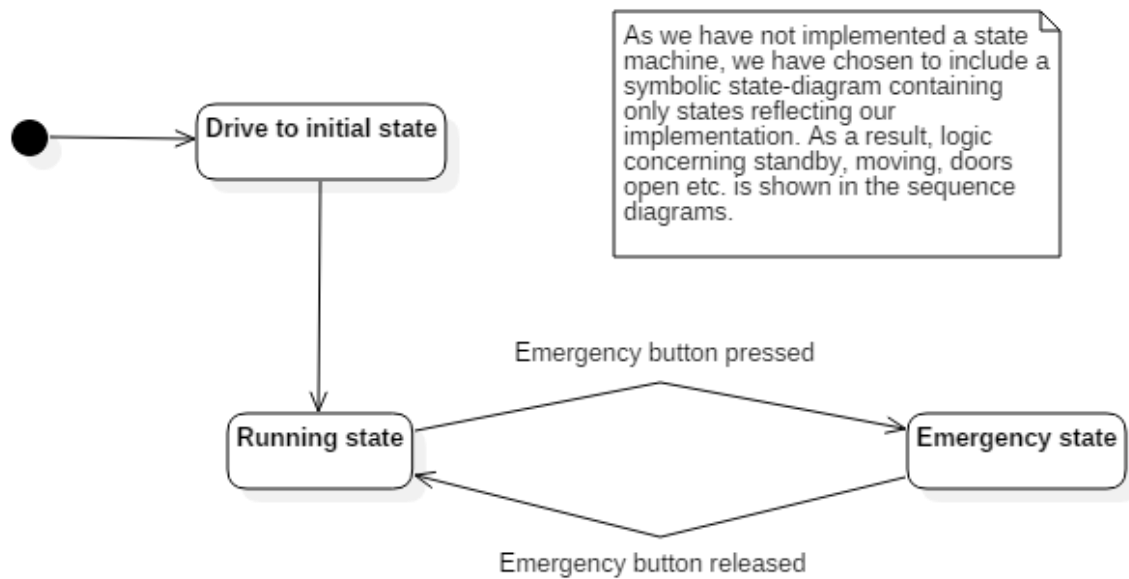 As we have not implemented a state
machine, we have chosen to include a
symbolic state-diagram containing
only states reflecting our
implementation. As a result, logic
concerning standby, moving, doors
open etc. is shown in the sequence
diagrams.
Drive to initial state
Emergency button pressed
Running state
Emergency state
Emergency button released